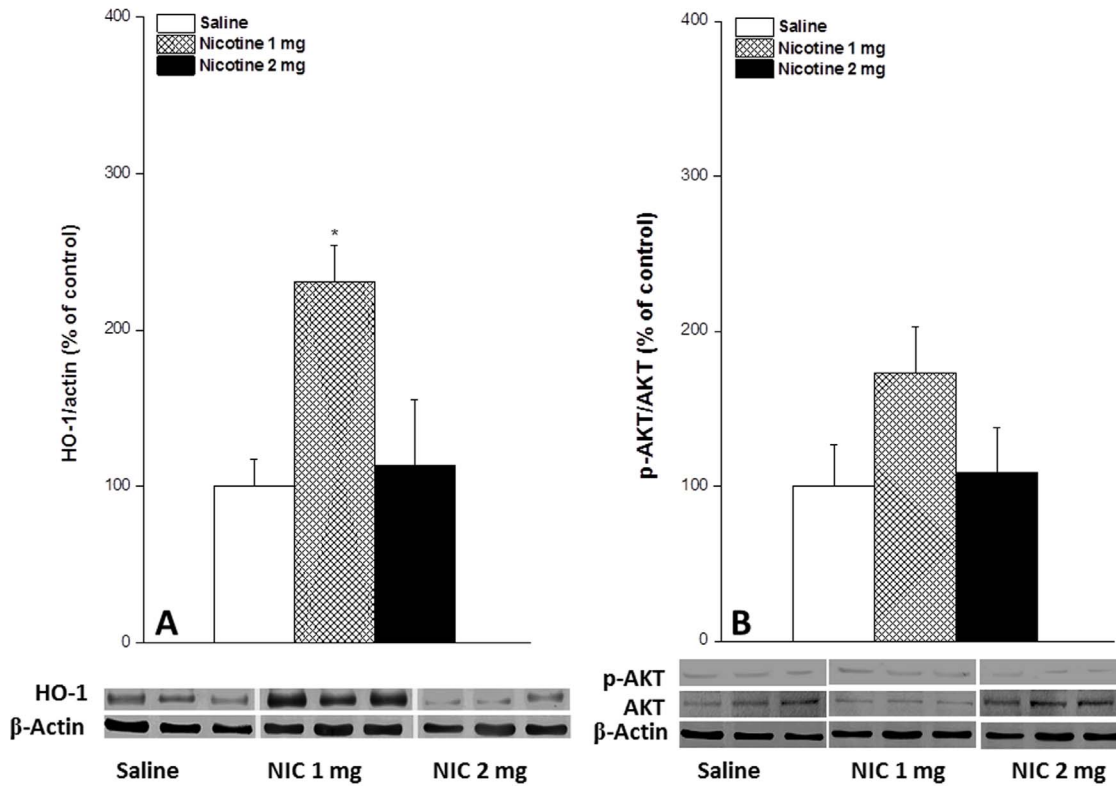 400
Saline
Nicotine 1 mg
Nicotine 2 mg
300
*
200
100
0
HO-1/actin (% of control)
A
HO-1
β-Actin
Saline NIC 1 mg NIC 2 mg
400
Saline
Nicotine 1 mg
Nicotine 2 mg
300
200
100
0
p-AKT/AKT (% of control)
B
p-AKT
AKT
β-Actin
Saline NIC 1 mg NIC 2 mg